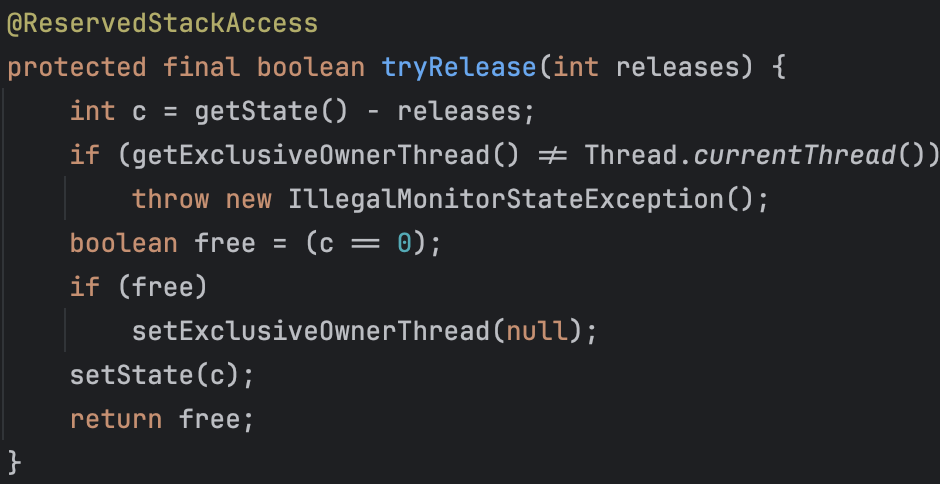 @ReservedStackAccess
protected final boolean tryRelease(int releases) {
    int c = getState() - releases;
    if (getExclusiveOwnerThread() != Thread.currentThread())
        throw new IllegalMonitorStateException();
    boolean free = (c == 0);
    if (free)
        setExclusiveOwnerThread(null);
    setState(c);
    return free;
}